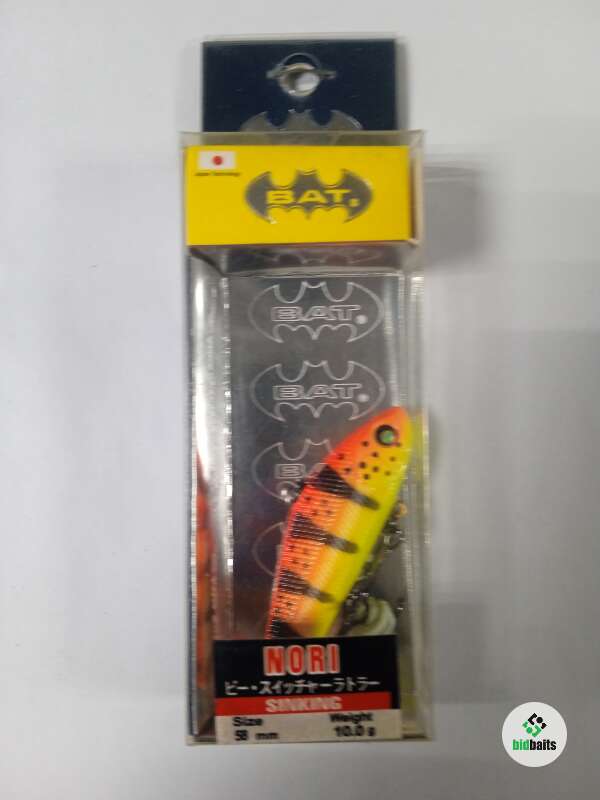 BAT®
BAT®
BAT®
BAT
NORI
ビー・スイッチャーラトラー
SINKING
Size
Weight
58 mm
10.0 g
bidbaits